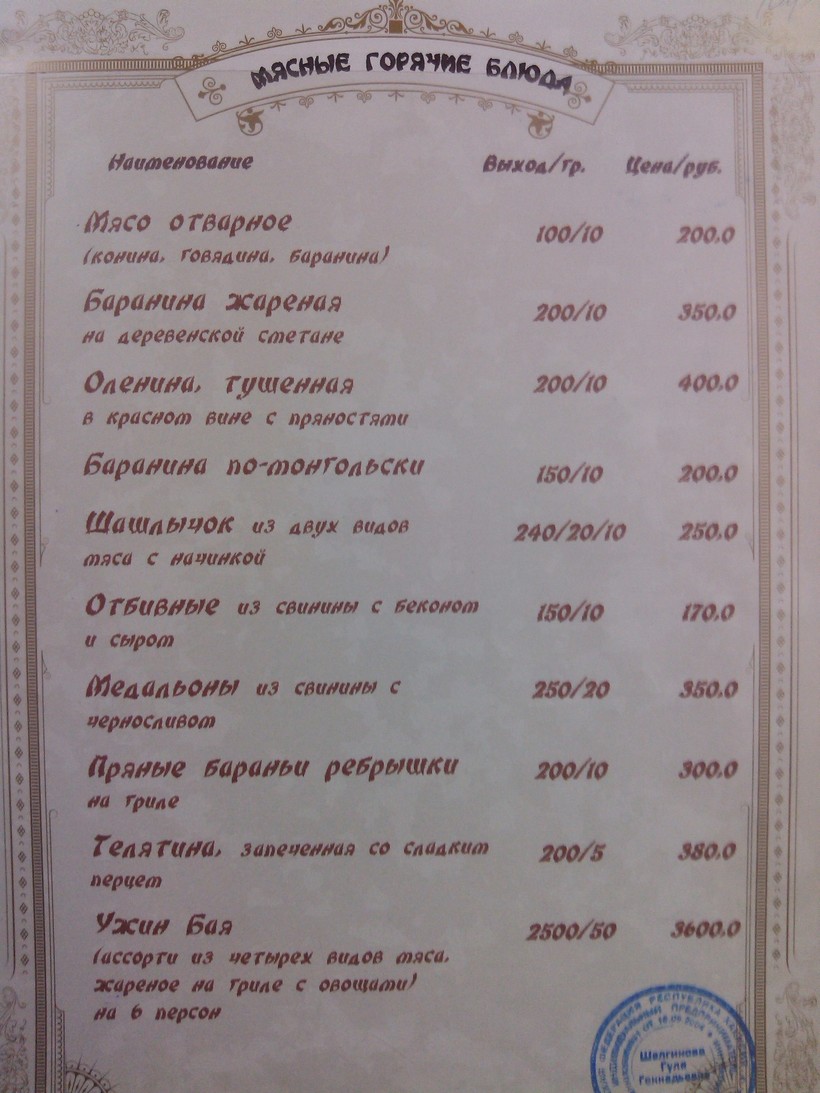 МЯСНЫЕ ГОРЯЧИЕ БЛЮДА
Наименование Выход/гр. Цена/руб.
Мясо отварное 100/10 200,0
(конина, говядина, баранина)
Баранина жареная 200/10 350,0
на деревенской сметане
Оленина, тушенная 200/10 400,0
в красном вине с пряностями
Баранина по-монгольски 150/10 200,0
Шашлычок из двух видов 240/20/10 250,0
мяса с начинкой
Отбивные из свинины с беконом 150/10 170,0
и сыром
Медальоны из свинины с 250/20 350,0
черносливом
Пряные бараньи ребрышки 200/10 300,0
на гриле
Телятина, запеченная со сладким 200/5 380,0
перцем
Ужин Бая 2500/50 3600,0
(ассорти из четырех видов мяса,
жареное на гриле с овощами)
на 6 персон
ФЕДЕРАЦИЯ РЕСПУБЛИКА
ПРЕДПРИНИМАТЕЛЬ
Гула
Геннадьевна